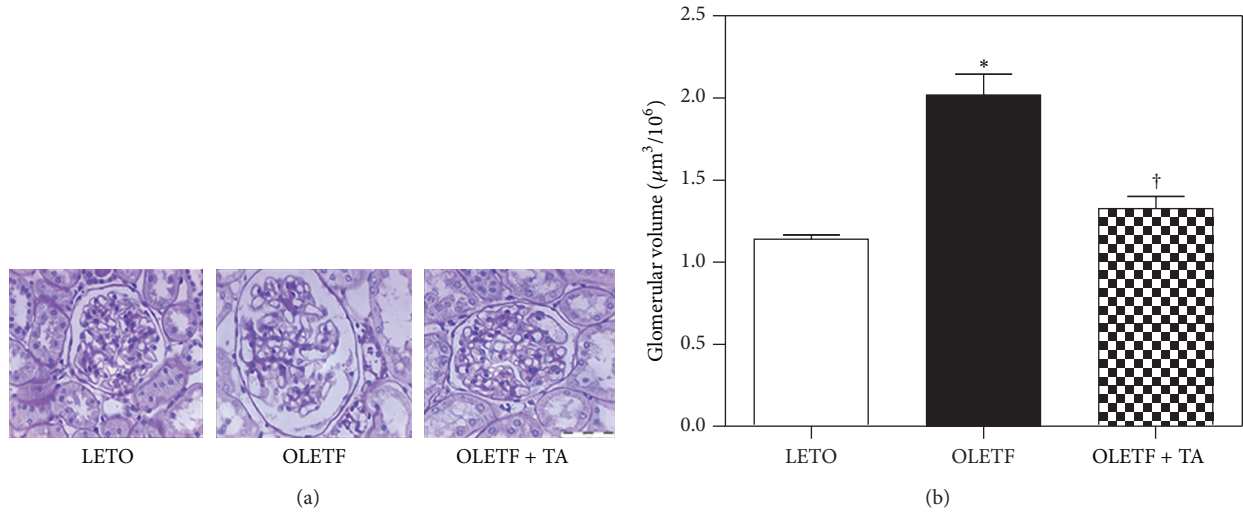 LETO
OLETF
OLETF + TA
(a)
Glomerular volume (μm³/10⁶)
2.5
2.0
1.5
1.0
0.5
0.0
*
†
LETO
OLETF
OLETF + TA
(b)